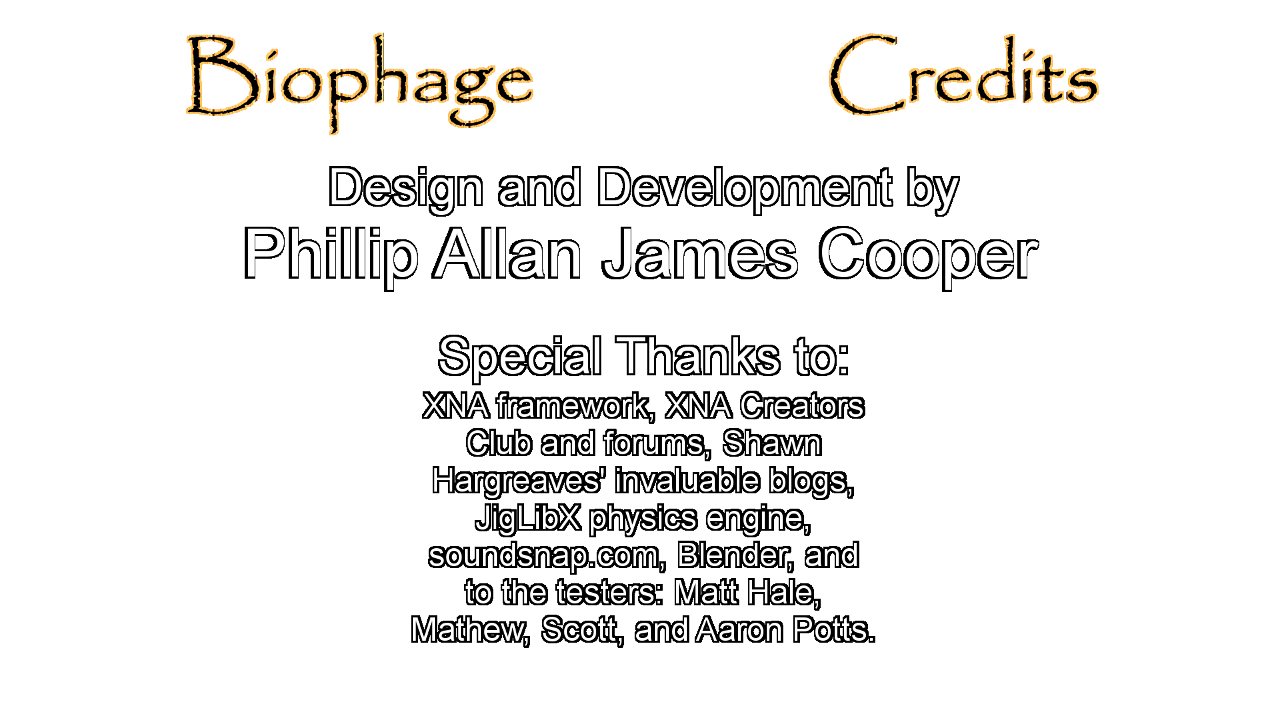 Biophage Credits
Design and Development by
Phillip Allan James Cooper
Special Thanks to:
XNA framework, XNA Creators
Club and forums, Shawn
Hargreaves' invaluable blogs,
JigLibX physics engine,
soundsnap.com, Blender, and
to the testers: Matt Hale,
Mathew, Scott, and Aaron Potts.